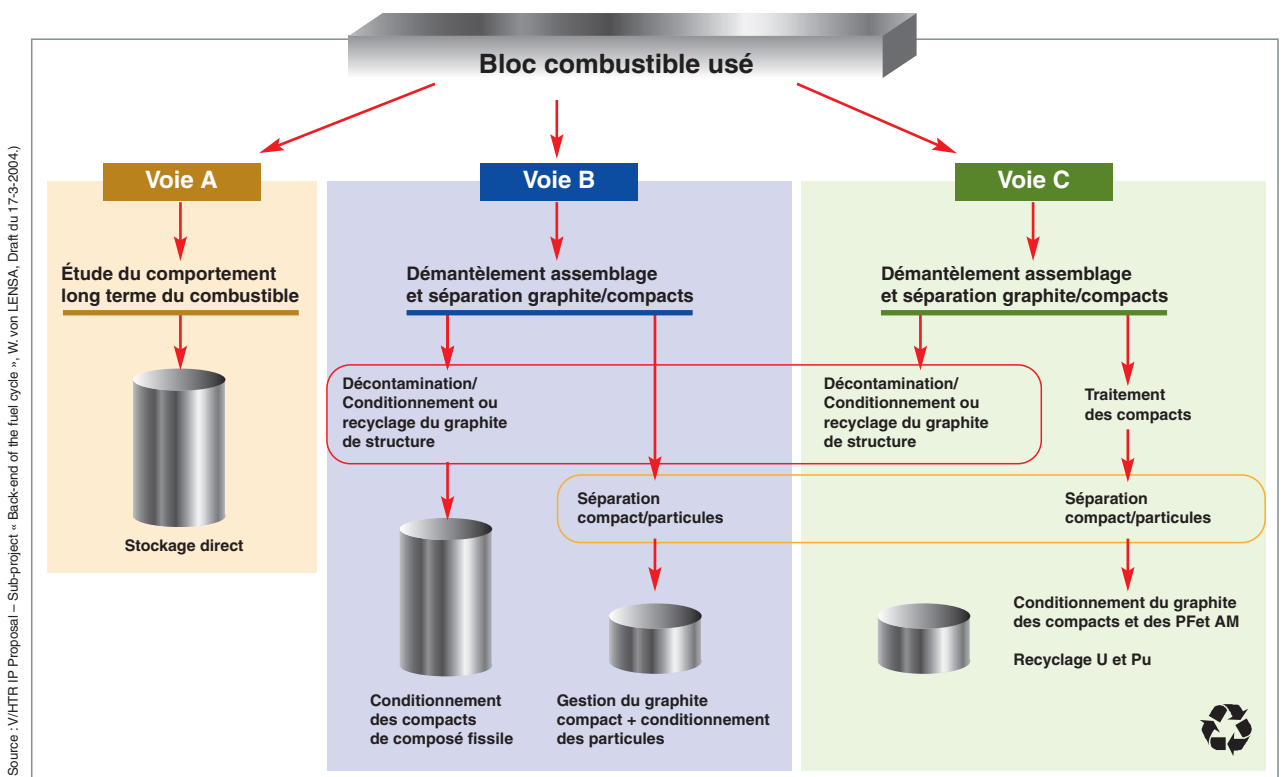 Bloc combustible usé
Voie A
Étude du comportement
long terme du combustible
Stockage direct
Voie B
Démantèlement assemblage
et séparation graphite/compacts
Décontamination/
Conditionnement ou
recyclage du graphite
de structure
Séparation
compact/particules
Conditionnement
des compacts
de composé fissile
Gestion du graphite
compact + conditionnement
des particules
Voie C
Démantèlement assemblage
et séparation graphite/compacts
Décontamination/
Conditionnement ou
recyclage du graphite
de structure
Traitement
des compacts
Séparation
compact/particules
Conditionnement du graphite
des compacts et des PFet AM
Recyclage U et Pu
Source : V/HTR IP Proposal – Sub-project « Back-end of the fuel cycle », W. von LENSA, Draft du 17-3-2004.)